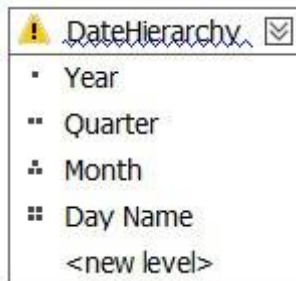 DateHierarchy
Year
Quarter
Month
Day Name
<new level>